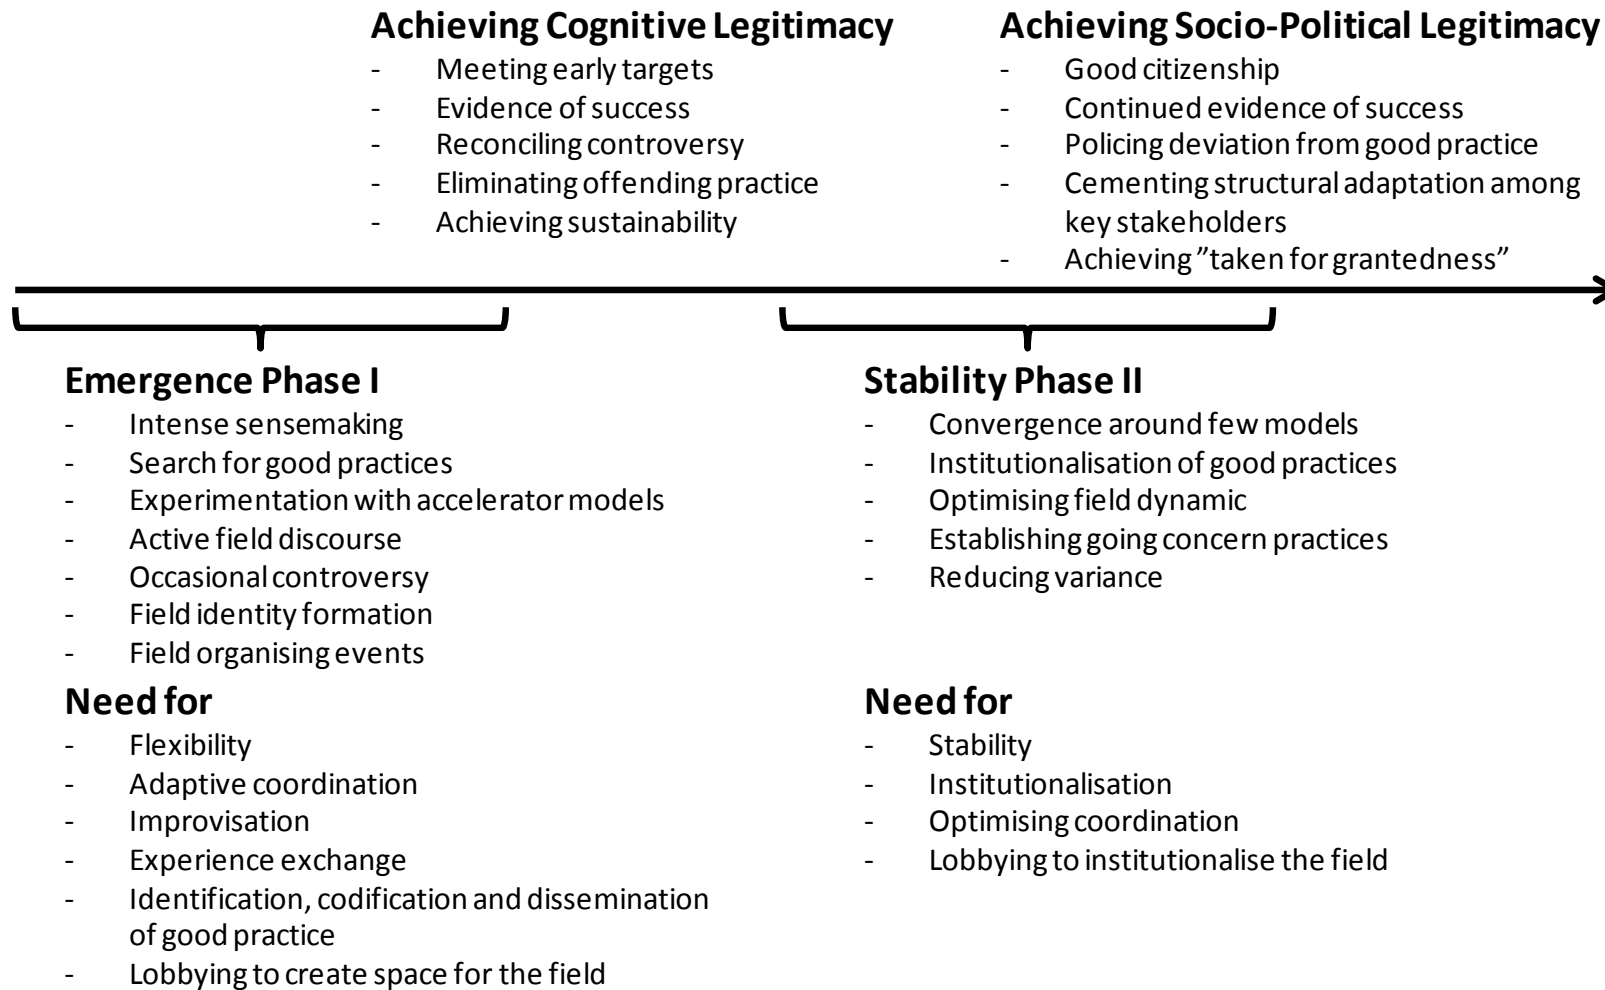 Achieving Cognitive Legitimacy
- Meeting early targets
- Evidence of success
- Reconciling controversy
- Eliminating offending practice
- Achieving sustainability
Achieving Socio-Political Legitimacy
- Good citizenship
- Continued evidence of success
- Policing deviation from good practice
- Cementing structural adaptation among
key stakeholders
- Achieving ”taken for grantedness”
Emergence Phase I
- Intense sensemaking
- Search for good practices
- Experimentation with accelerator models
- Active field discourse
- Occasional controversy
- Field identity formation
- Field organising events
Need for
- Flexibility
- Adaptive coordination
- Improvisation
- Experience exchange
- Identification, codification and dissemination
of good practice
- Lobbying to create space for the field
Stability Phase II
- Convergence around few models
- Institutionalisation of good practices
- Optimising field dynamic
- Establishing going concern practices
- Reducing variance
Need for
- Stability
- Institutionalisation
- Optimising coordination
- Lobbying to institutionalise the field